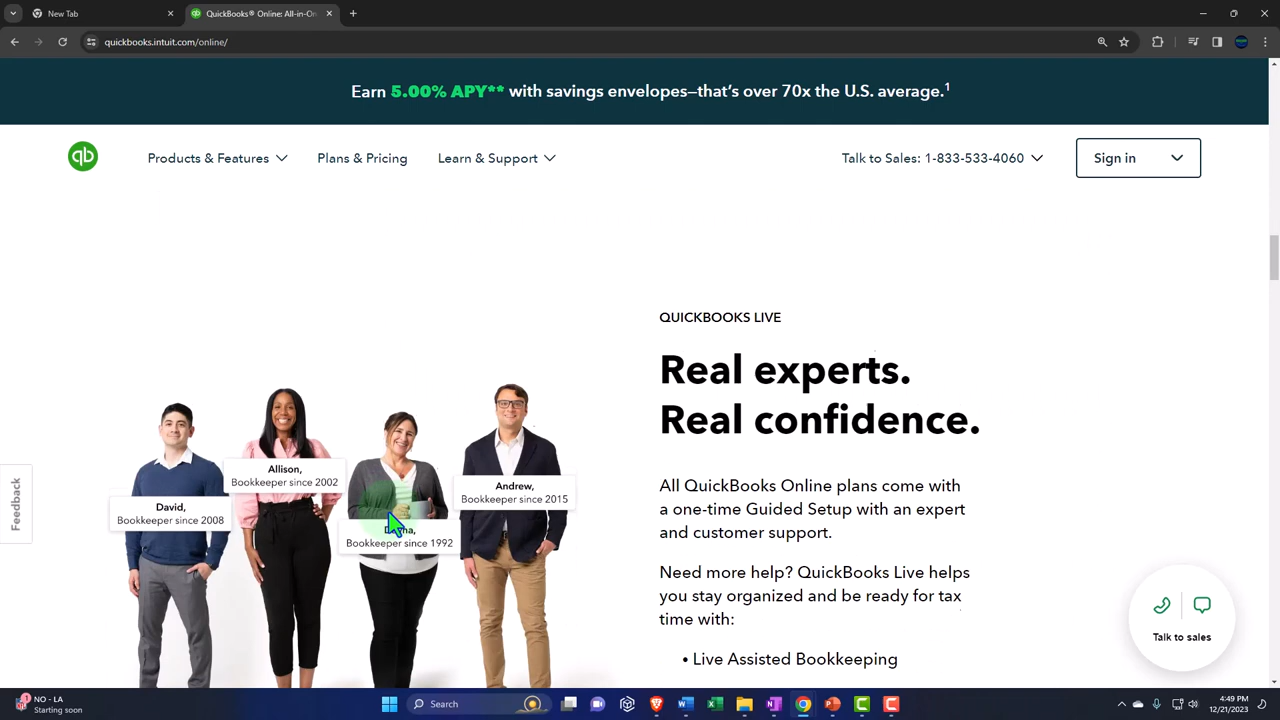 New Tab
QuickBooks® Online: All-in-On
quickbooks.intuit.com/online/
Earn 5.00% APY** with savings envelopes—that's over 70x the U.S. average.1
qb
Products & Features
Plans & Pricing
Learn & Support
Talk to Sales: 1-833-533-4060
Sign in
QUICKBOOKS LIVE
Real experts.
Real confidence.
All QuickBooks Online plans come with
a one-time Guided Setup with an expert
and customer support.
Need more help? QuickBooks Live helps
you stay organized and be ready for tax
time with:
• Live Assisted Bookkeeping
Allison,
Bookkeeper since 2002
David,
Bookkeeper since 2008
Bookkeeper since 1992
Andrew,
Bookkeeper since 2015
Feedback
Talk to sales
1
NO - LA
Starting soon
Search
4:49 PM
12/21/2023